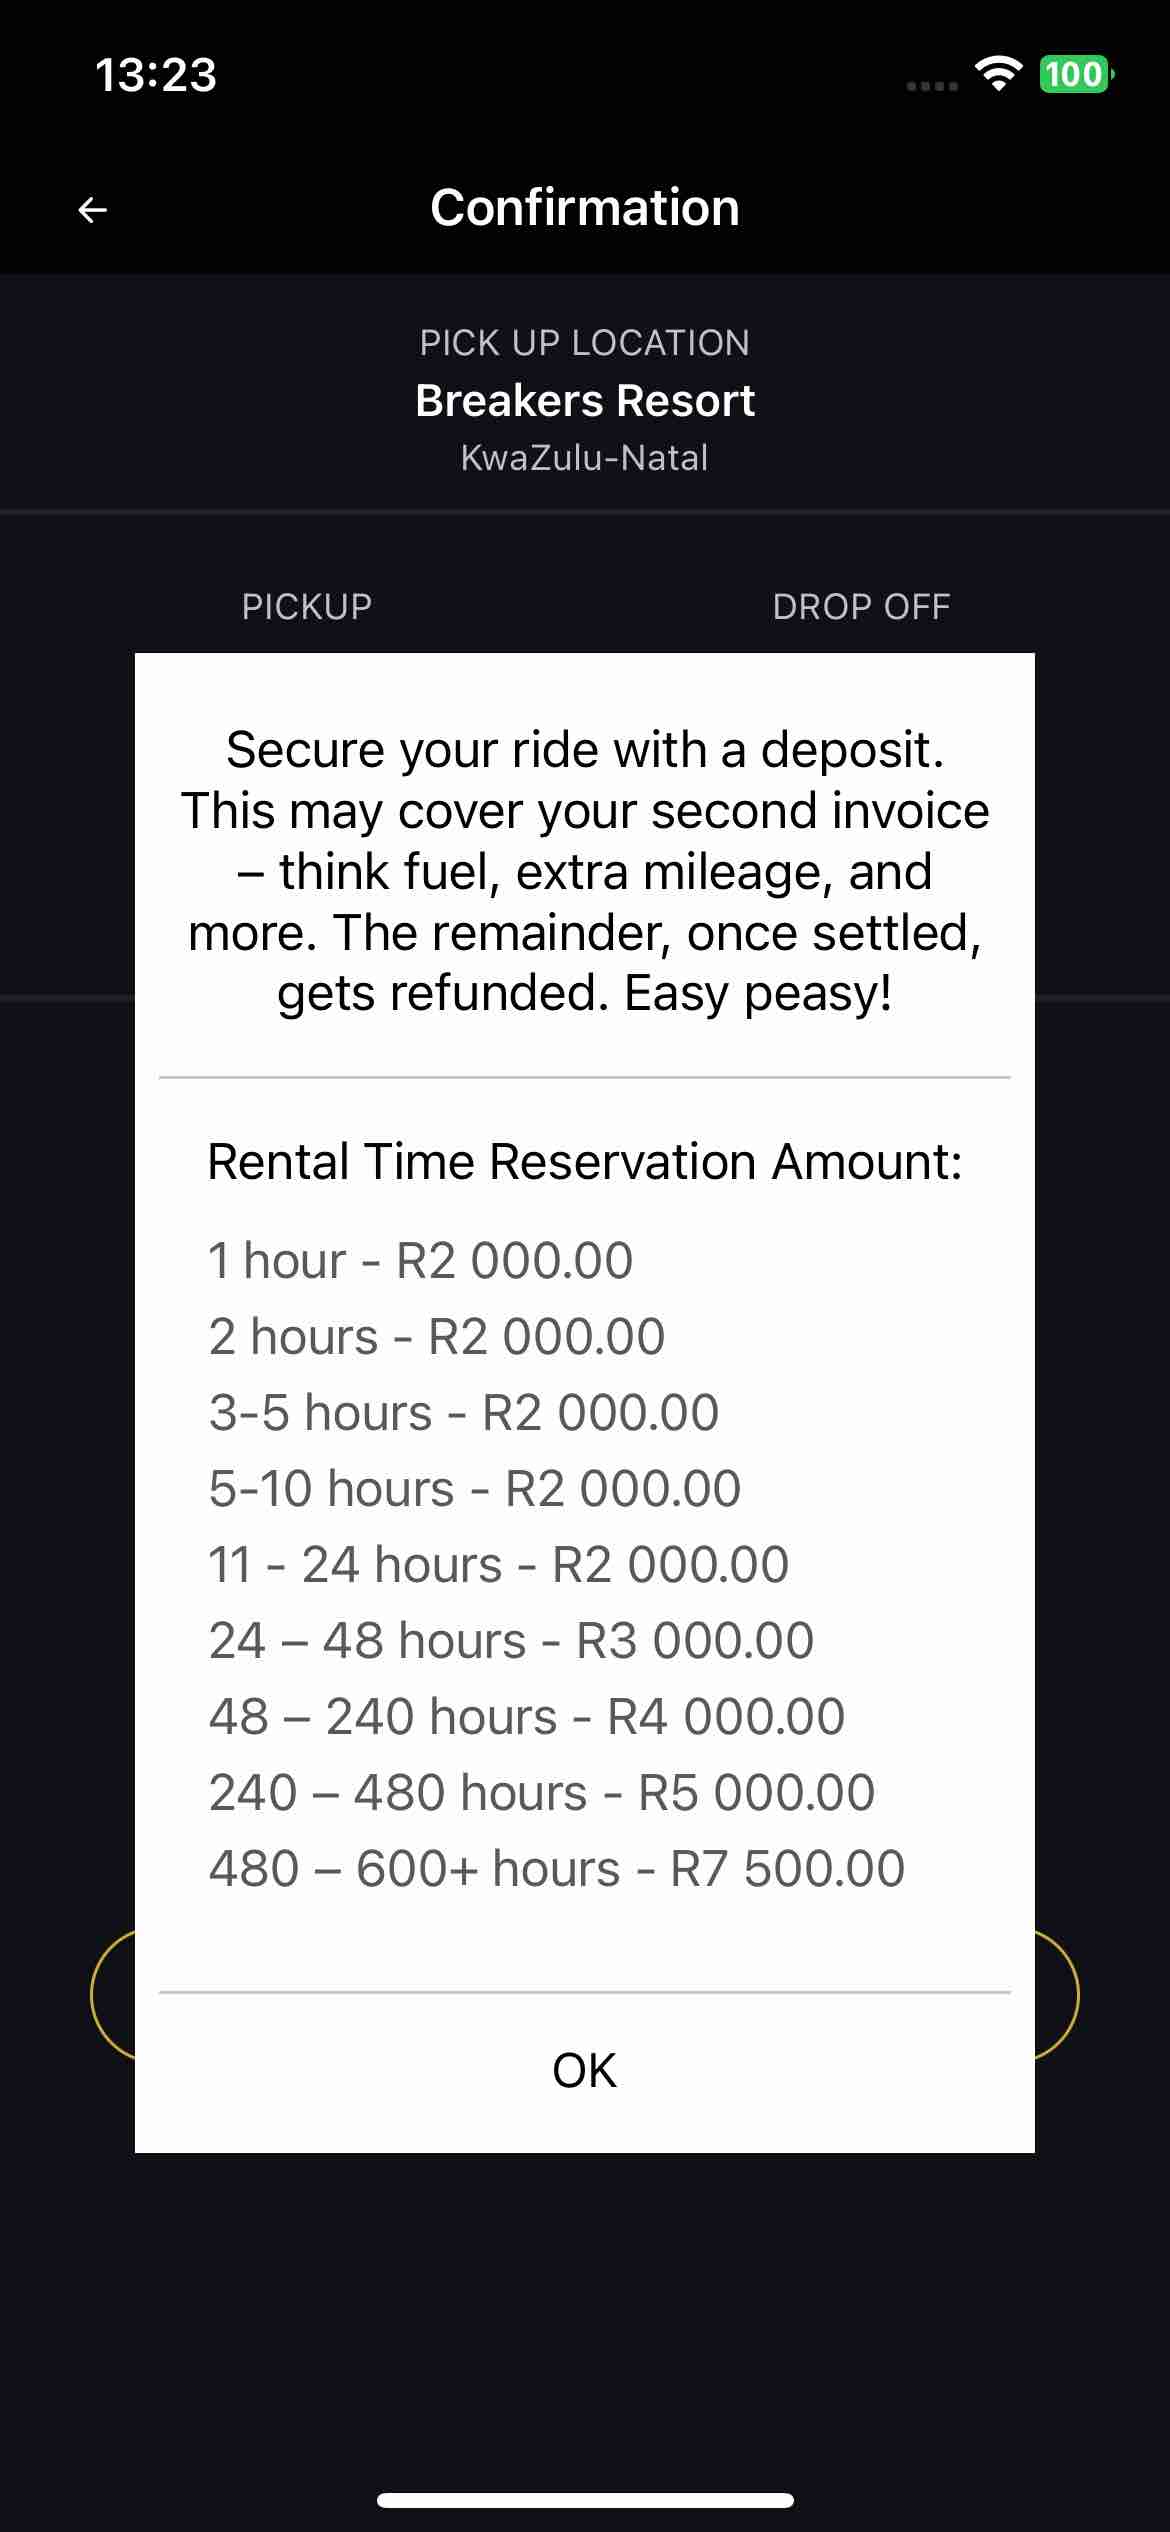 13:23
100
Confirmation
PICK UP LOCATION
Breakers Resort
KwaZulu-Natal
PICKUP
DROP OFF
Secure your ride with a deposit.
This may cover your second invoice
– think fuel, extra mileage, and
more. The remainder, once settled,
gets refunded. Easy peasy!
Rental Time Reservation Amount:
1 hour - R2 000.00
2 hours - R2 000.00
3-5 hours - R2 000.00
5-10 hours - R2 000.00
11 - 24 hours - R2 000.00
24 – 48 hours - R3 000.00
48 – 240 hours - R4 000.00
240 – 480 hours - R5 000.00
480 – 600+ hours - R7 500.00
OK